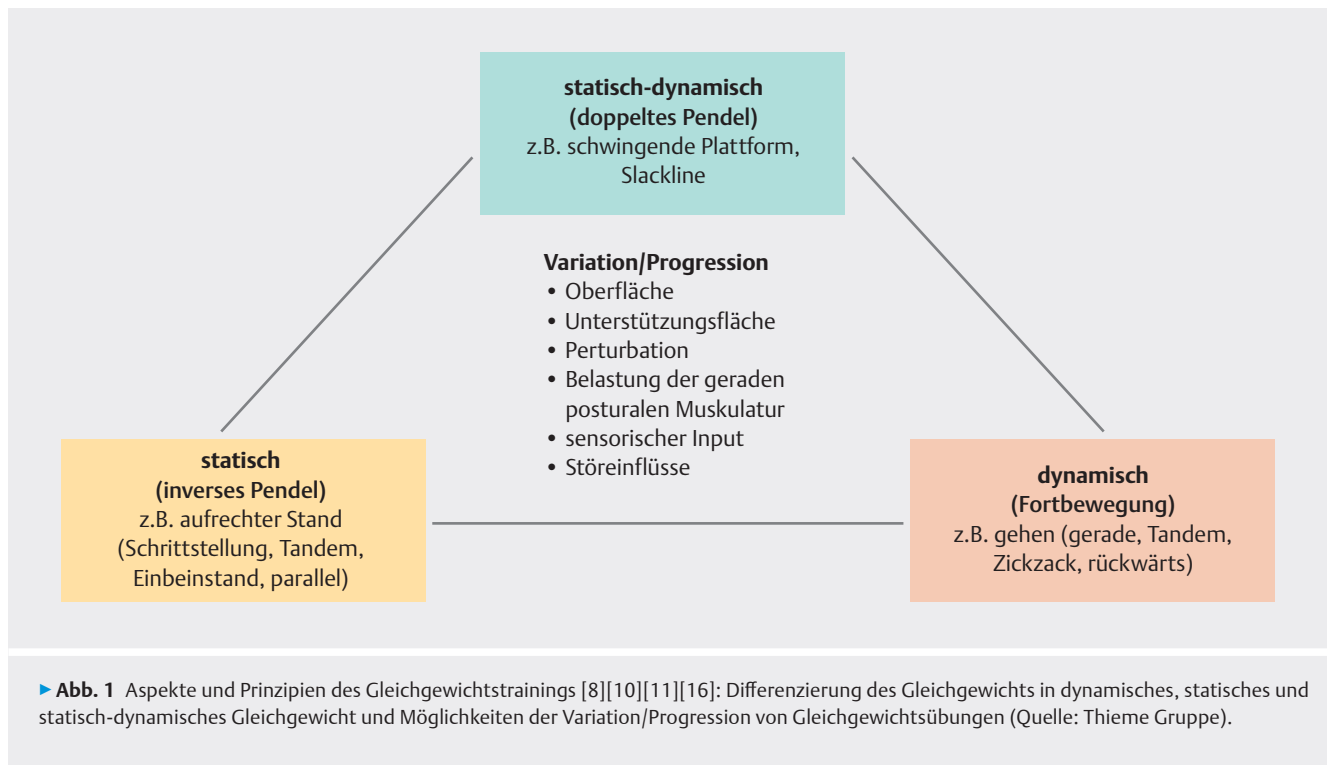 statisch-dynamisch
(doppeltes Pendel)
z.B. schwingende Plattform,
Slackline
Variation/Progression
• Oberfläche
• Unterstützungsfläche
• Perturbation
• Belastung der geraden
posturalen Muskulatur
• sensorischer Input
• Störeinflüsse
statisch
(inverses Pendel)
z.B. aufrechter Stand
(Schrittstellung, Tandem,
Einbeinstand, parallel)
dynamisch
(Fortbewegung)
z.B. gehen (gerade, Tandem,
Zickzack, rückwärts)
▶ Abb. 1 Aspekte und Prinzipien des Gleichgewichtstrainings [8][10][11][16]: Differenzierung des Gleichgewichts in dynamisches, statisches und
statisch-dynamisches Gleichgewicht und Möglichkeiten der Variation/Progression von Gleichgewichtsübungen (Quelle: Thieme Gruppe).